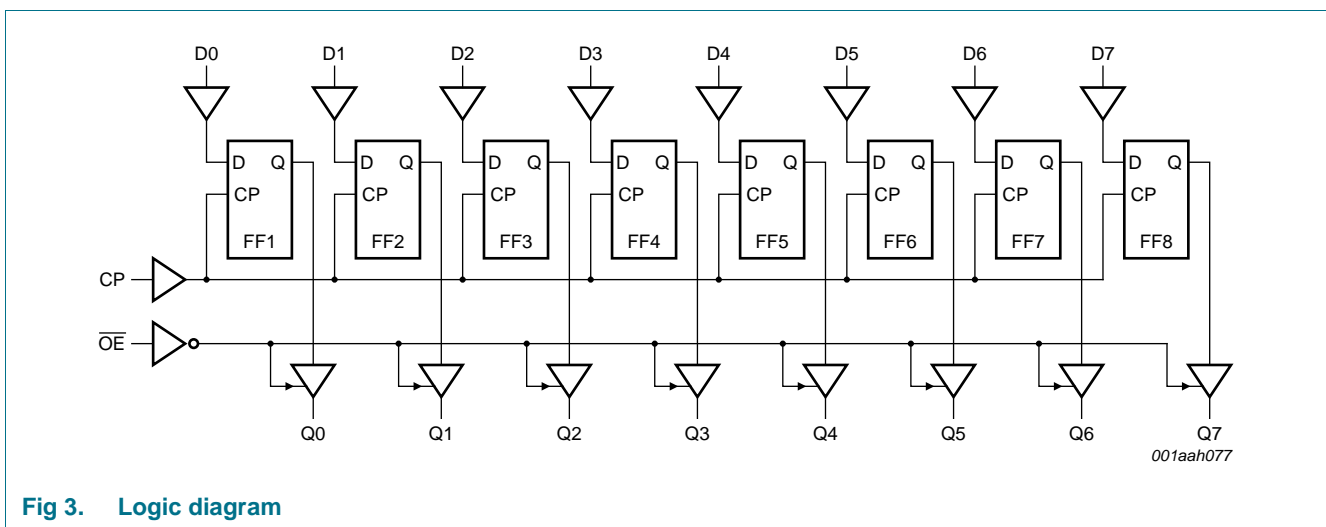 D0 D1 D2 D3 D4 D5 D6 D7
D Q D Q D Q D Q D Q D Q D Q D Q
CP CP CP CP CP CP CP CP
FF1 FF2 FF3 FF4 FF5 FF6 FF7 FF8
CP
O̅E̅
Q0 Q1 Q2 Q3 Q4 Q5 Q6 Q7
001aah077
Fig 3. Logic diagram